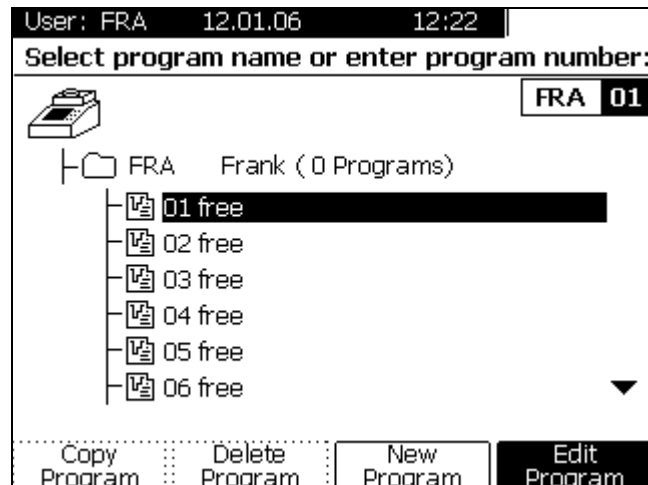 User: FRA 12.01.06 12:22
Select program name or enter program number:
FRA 01
FRA Frank ( 0 Programs)
01 free
02 free
03 free
04 free
05 free
06 free
Copy Program Delete Program New Program Edit Program